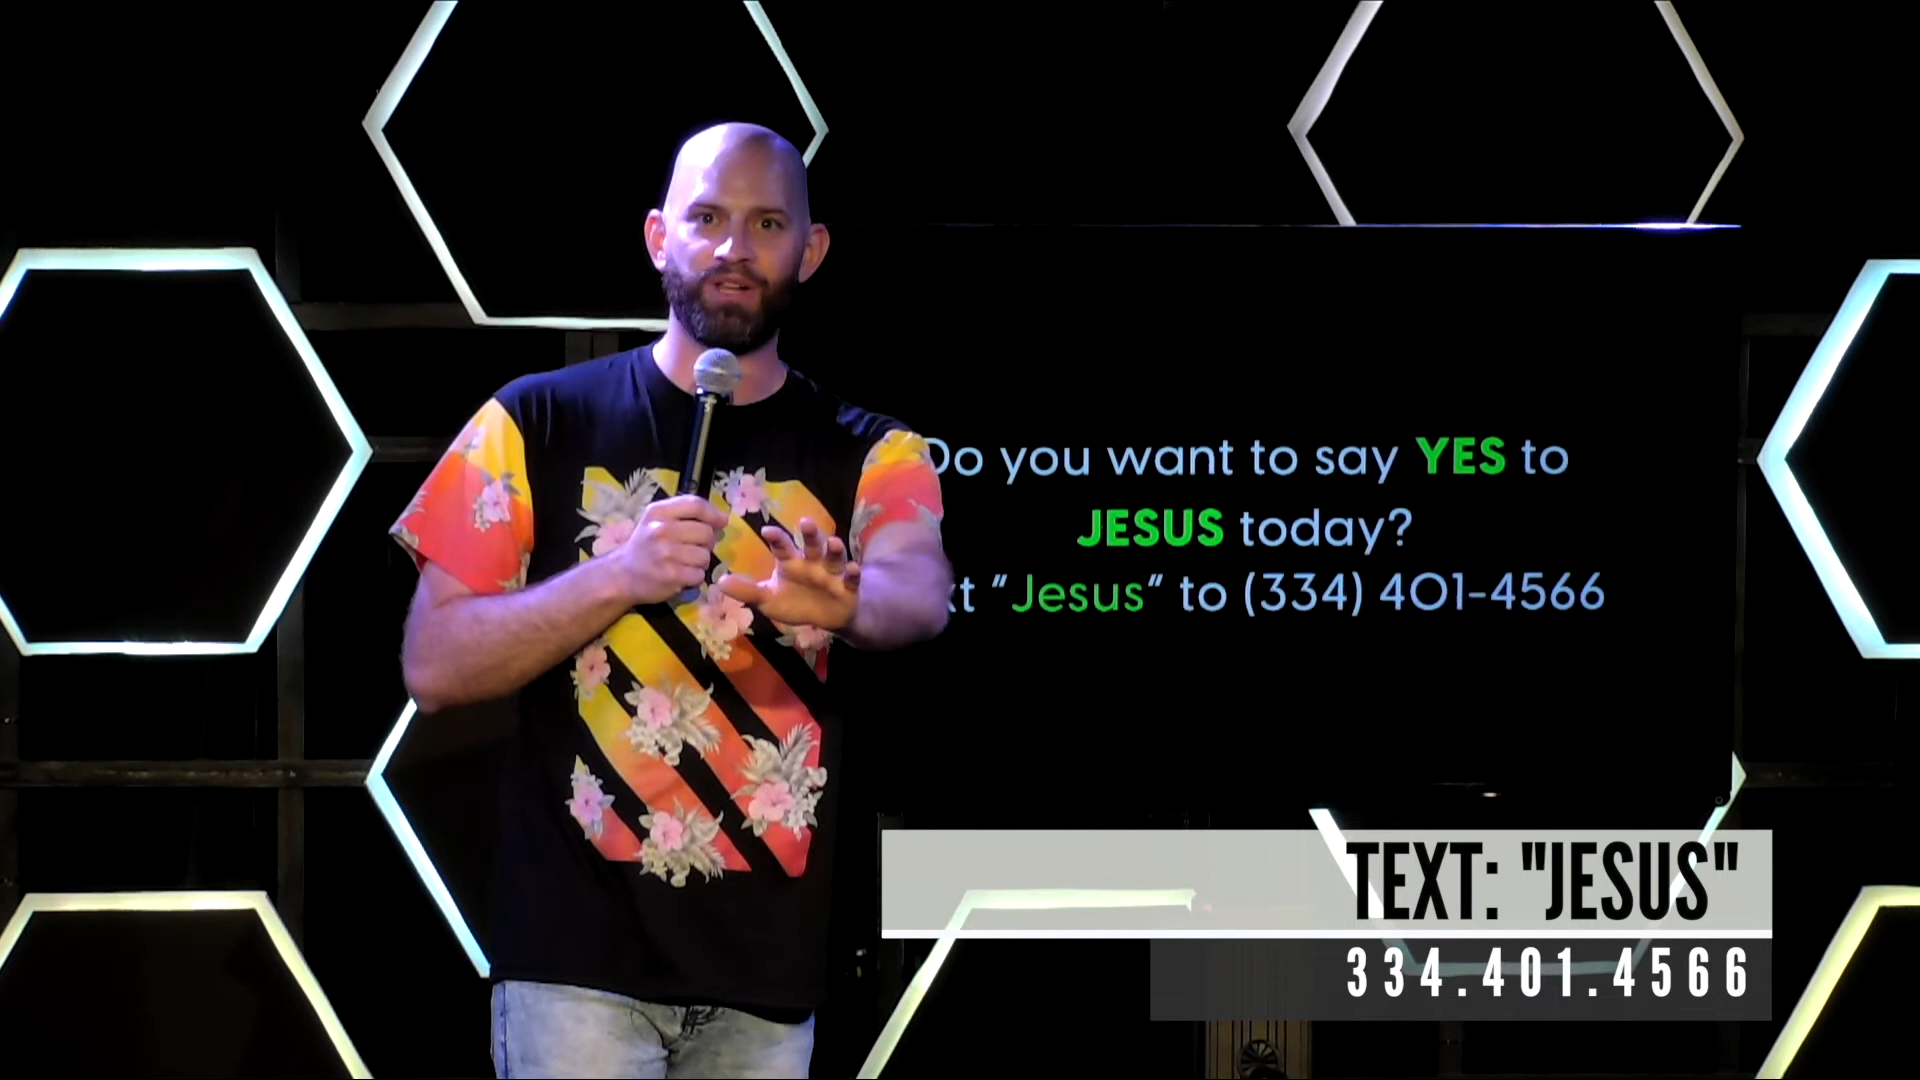 Do you want to say YES to
JESUS today?
"Jesus" to (334) 401-4566
TEXT: "JESUS"
334.401.4566